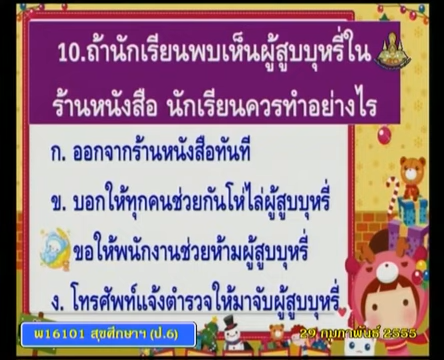 10.ถ้านักเรียนพบเห็นผู้สูบบุหรี่ใน
ร้านหนังสือ นักเรียนควรทำอย่างไร
ก. ออกจากร้านหนังสือทันที
ข. บอกให้ทุกคนช่วยกันโห่ไล่ผู้สูบบุหรี่
ขอให้พนักงานช่วยห้ามผู้สูบบุหรี่
ง. โทรศัพท์แจ้งตำรวจให้มาจับผู้สูบบุหรี่
พ16101 สุขศึกษาฯ (ป.6)
29 กุมภาพันธ์ 2555